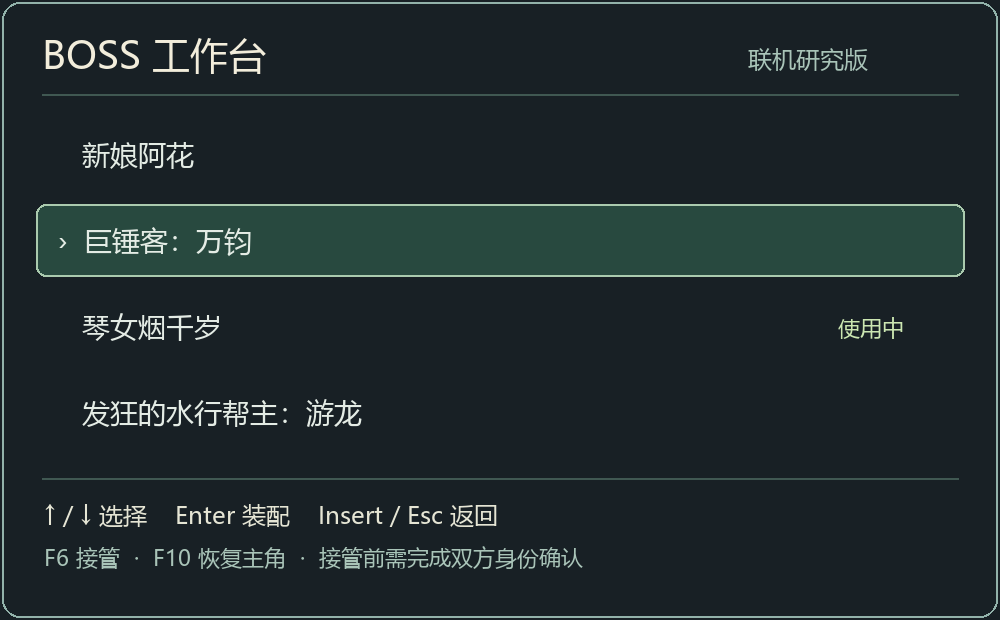 BOSS 工作台
联机研究版
新娘阿花
› 巨锤客：万钧
琴女烟千岁
使用中
发狂的水行帮主：游龙
↑/↓选择 Enter 装配 Insert / Esc 返回
F6 接管 · F10 恢复主角 · 接管前需完成双方身份确认